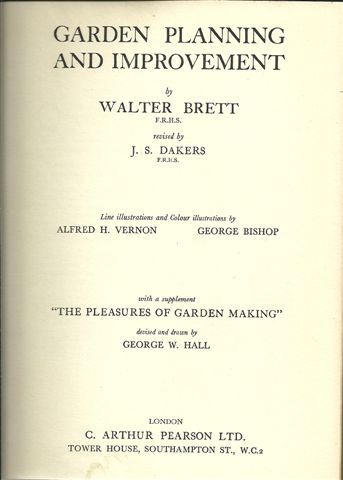 GARDEN PLANNING
AND IMPROVEMENT
by
WALTER BRETT
F.R.H.S.
revised by
J. S. DAKERS
F.R.H.S.
Line illustrations and Colour illustrations by
ALFRED H. VERNON GEORGE BISHOP
with a supplement
"THE PLEASURES OF GARDEN MAKING"
devised and drawn by
GEORGE W. HALL
LONDON
C. ARTHUR PEARSON LTD.
TOWER HOUSE, SOUTHAMPTON ST., W.C.2